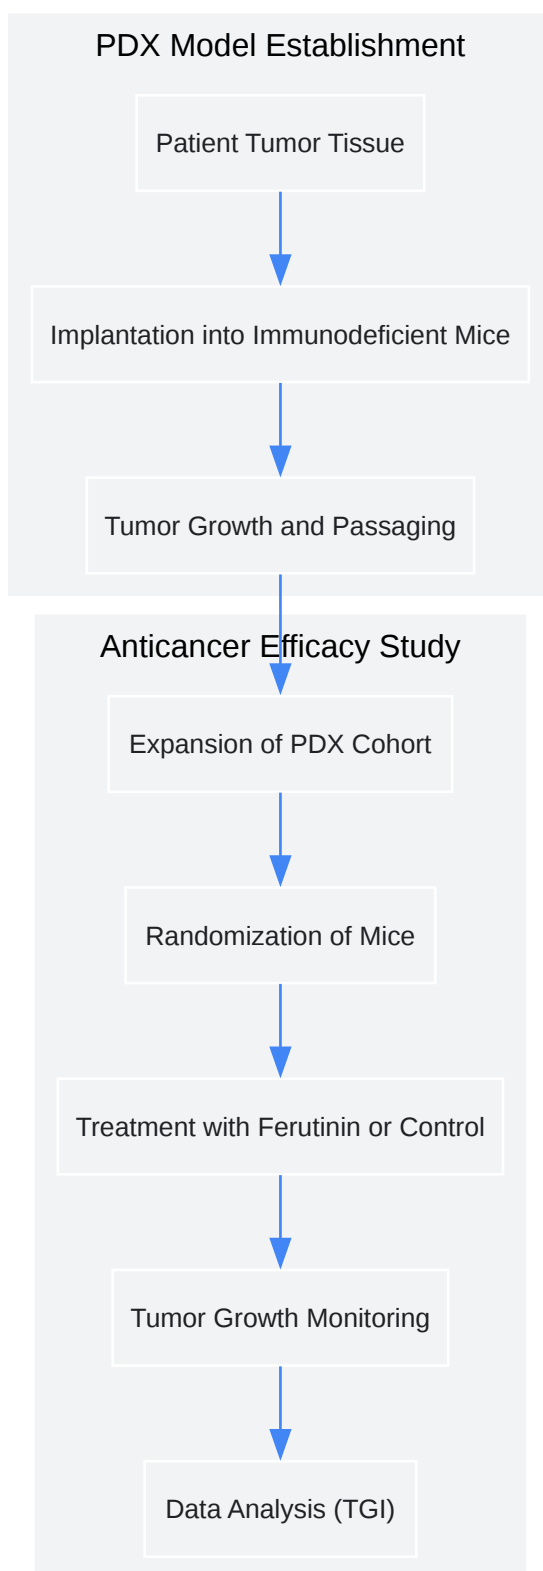 PDX Model Establishment
Patient Tumor Tissue
Implantation into Immunodeficient Mice
Tumor Growth and Passaging
Anticancer Efficacy Study
Expansion of PDX Cohort
Randomization of Mice
Treatment with Ferutinin or Control
Tumor Growth Monitoring
Data Analysis (TGI)